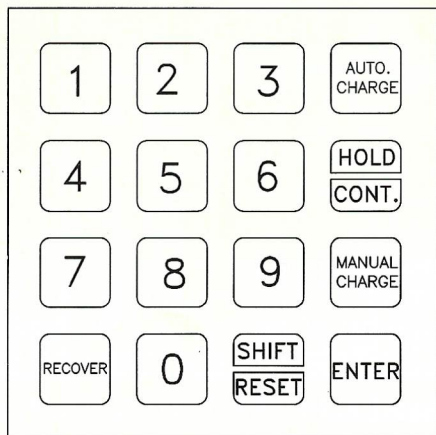 1 2 3 AUTO. CHARGE
4 5 6 HOLD CONT.
7 8 9 MANUAL CHARGE
RECOVER 0 SHIFT RESET ENTER